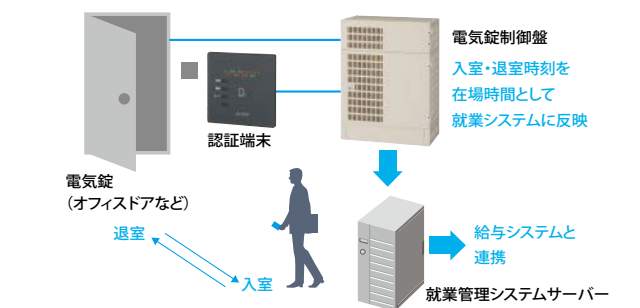 電気錠制御盤
入室・退室時刻を
在場時間として
就業システムに反映
認証端末
電気錠
（オフィスドアなど）
退室
入室
給与システムと
連携
就業管理システムサーバー